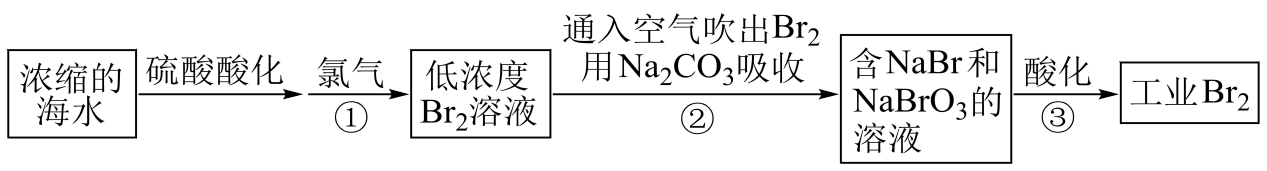 浓缩的
海水
硫酸酸化
氯气
①
低浓度
Br₂溶液
通入空气吹出Br₂
用Na₂CO₃吸收
②
含NaBr和
NaBrO₃的
溶液
酸化
③
工业Br₂